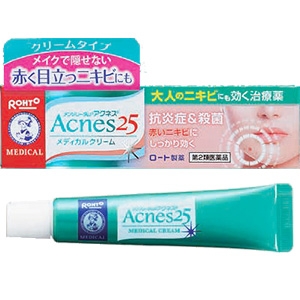 クリームタイプ
メイクで隠せない
赤く目立つニキビにも
ROHTO
メンソレータム アクネス
Acnes25
メディカルクリーム
MEDICAL
大人のニキビにも効く治療薬
抗炎症&殺菌
赤いニキビに
しっかり効く
ロート製薬
第2類医薬品
Acnes25
MEDICAL CREAM
MEDICAL